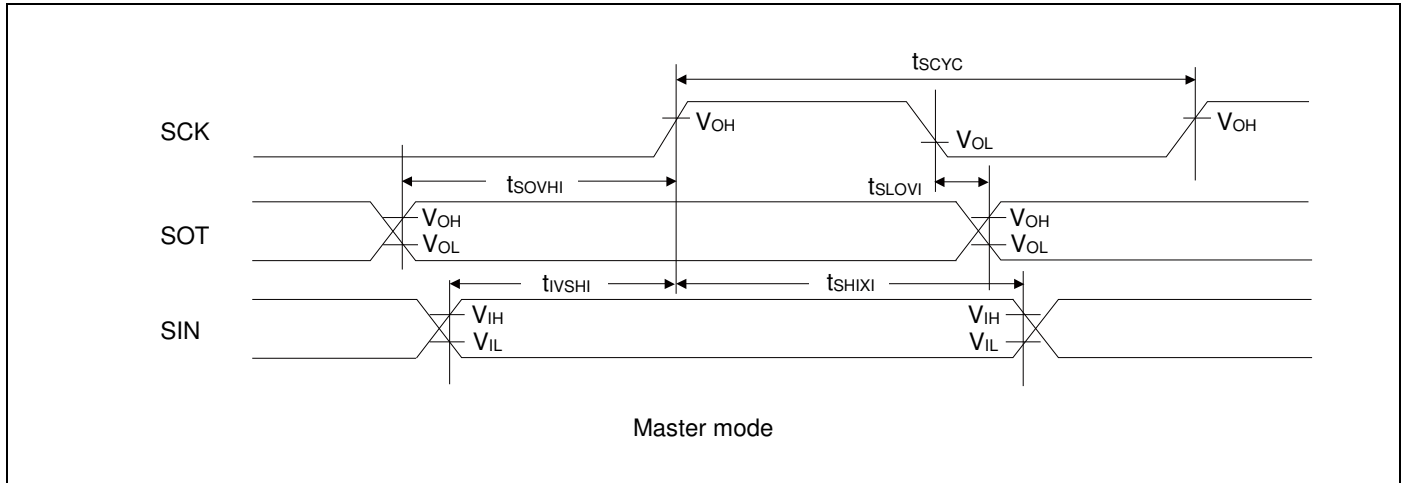 tSCYC
SCK
VOH
VOL
VOH
tSOVHI
tSLOVI
SOT
VOH
VOL
VOH
VOL
tIVSHI
tSHIXI
SIN
VIH
VIL
VIH
VIL
Master mode